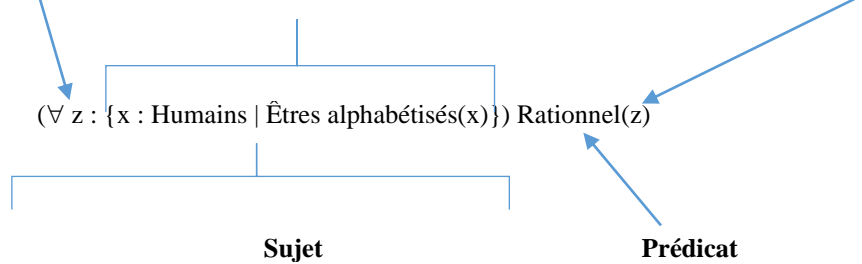 (∀ z : {x : Humains | Êtres alphabétisés(x)}) Rationnel(z)
Sujet Prédicat